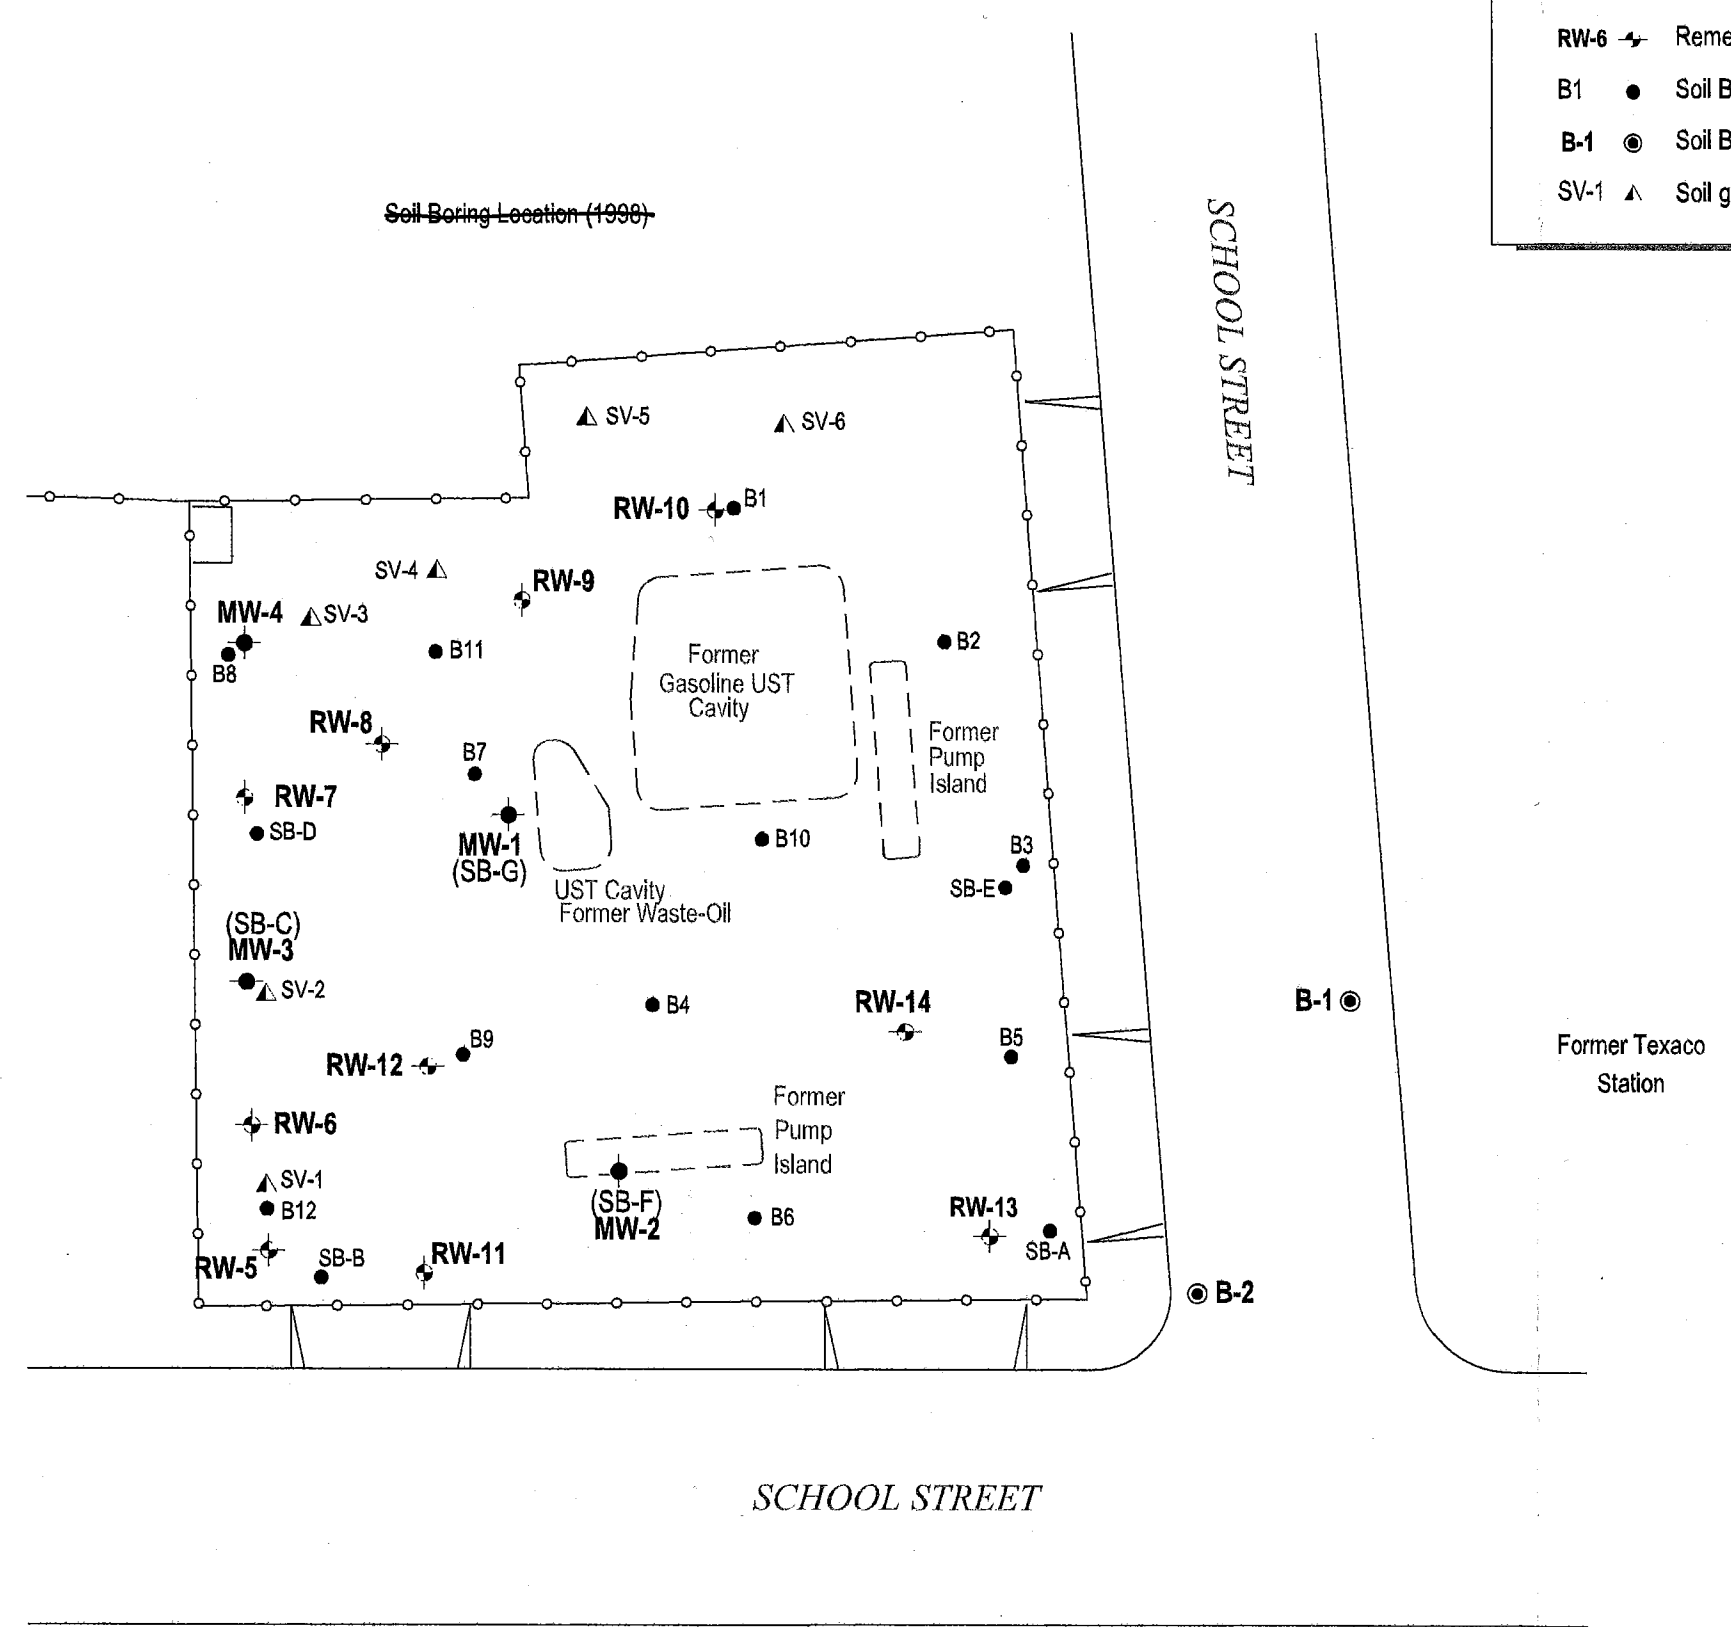 RW-6 Reme
B1 Soil B
B-1 Soil B
SV-1 Soil g
Soil Boring Location (1998)
SCHOOL STREET
SV-5
SV-6
RW-10
B1
SV-4
RW-9
MW-4
SV-3
B8
B11
B2
Former
Gasoline UST
Cavity
RW-8
B7
Former
Pump
Island
RW-7
SB-D
MW-1
(SB-G)
B10
B3
SB-E
UST Cavity
Former Waste-Oil
(SB-C)
MW-3
SV-2
B4
RW-14
B-1
B9
RW-12
B5
Former Texaco
Station
RW-6
Former
Pump
Island
SV-1
B12
(SB-F)
MW-2
B6
RW-13
SB-A
RW-5
SB-B
RW-11
B-2
SCHOOL STREET